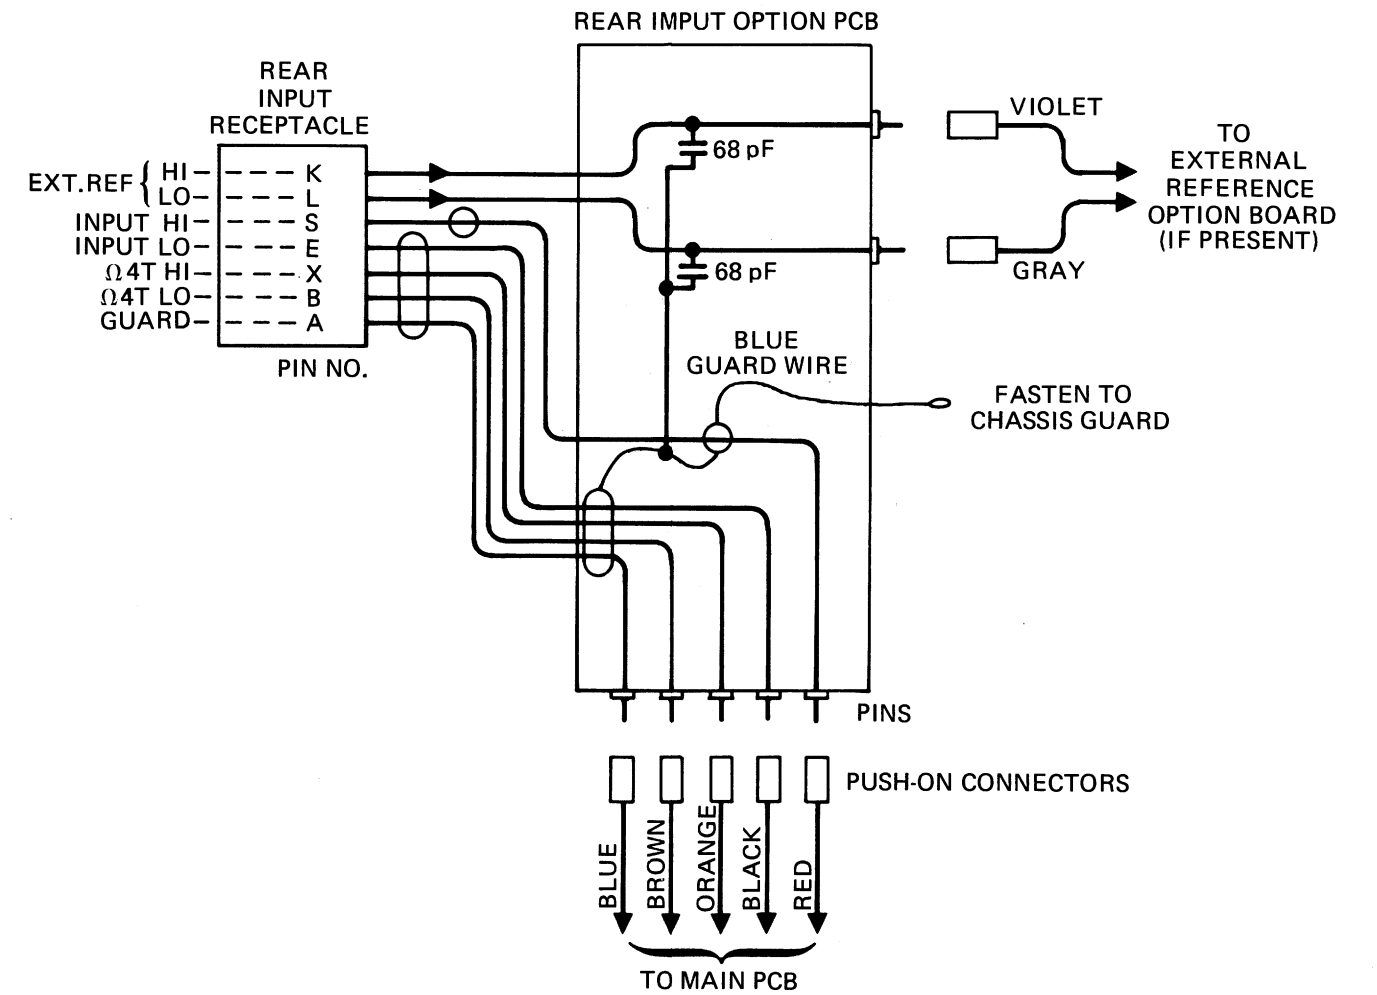 REAR IMPUT OPTION PCB
REAR
INPUT
RECEPTACLE
EXT.REF { HI – – – – K
LO – – – – L
INPUT HI – – – – S
INPUT LO – – – – E
Ω4T HI – – – – X
Ω4T LO – – – – B
GUARD – – – – A
PIN NO.
68 pF
68 pF
VIOLET
GRAY
TO
EXTERNAL
REFERENCE
OPTION BOARD
(IF PRESENT)
BLUE
GUARD WIRE
FASTEN TO
CHASSIS GUARD
PINS
PUSH-ON CONNECTORS
BLUE
BROWN
ORANGE
BLACK
RED
TO MAIN PCB